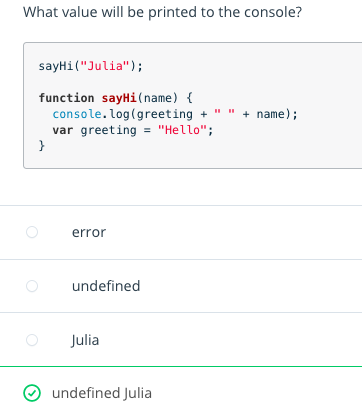 What value will be printed to the console?
sayHi("Julia");
function sayHi(name) {
console.log(greeting + " " + name);
var greeting = "Hello";
}
error
undefined
Julia
undefined Julia